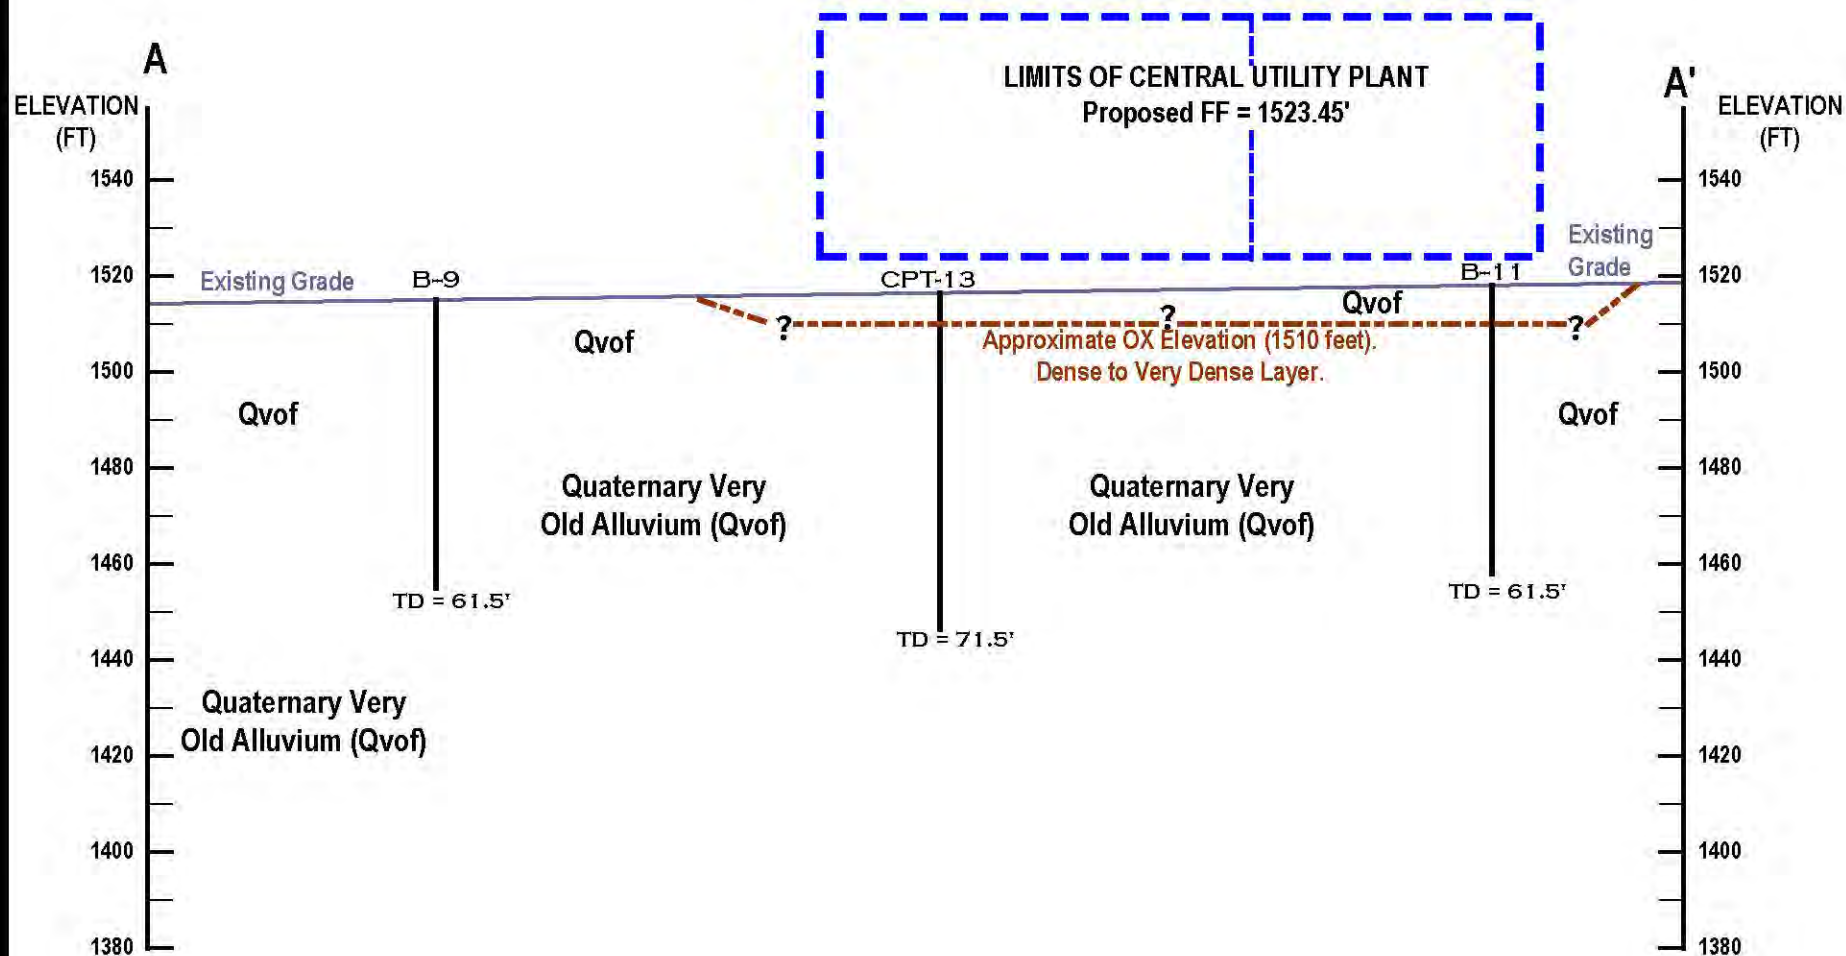 A
A'
ELEVATION
(FT)
ELEVATION
(FT)
LIMITS OF CENTRAL UTILITY PLANT
Proposed FF = 1523.45'
1540
1540
Existing
Grade
1520
Existing Grade
B-9
CPT-13
B-11
1520
Qvof
?
?
?
Qvof
Approximate OX Elevation (1510 feet).
Dense to Very Dense Layer.
1500
1500
Qvof
Qvof
1480
1480
Quaternary Very
Old Alluvium (Qvof)
Quaternary Very
Old Alluvium (Qvof)
1460
1460
TD = 61.5'
TD = 61.5'
TD = 71.5'
1440
1440
Quaternary Very
Old Alluvium (Qvof)
1420
1420
1400
1400
1380
1380